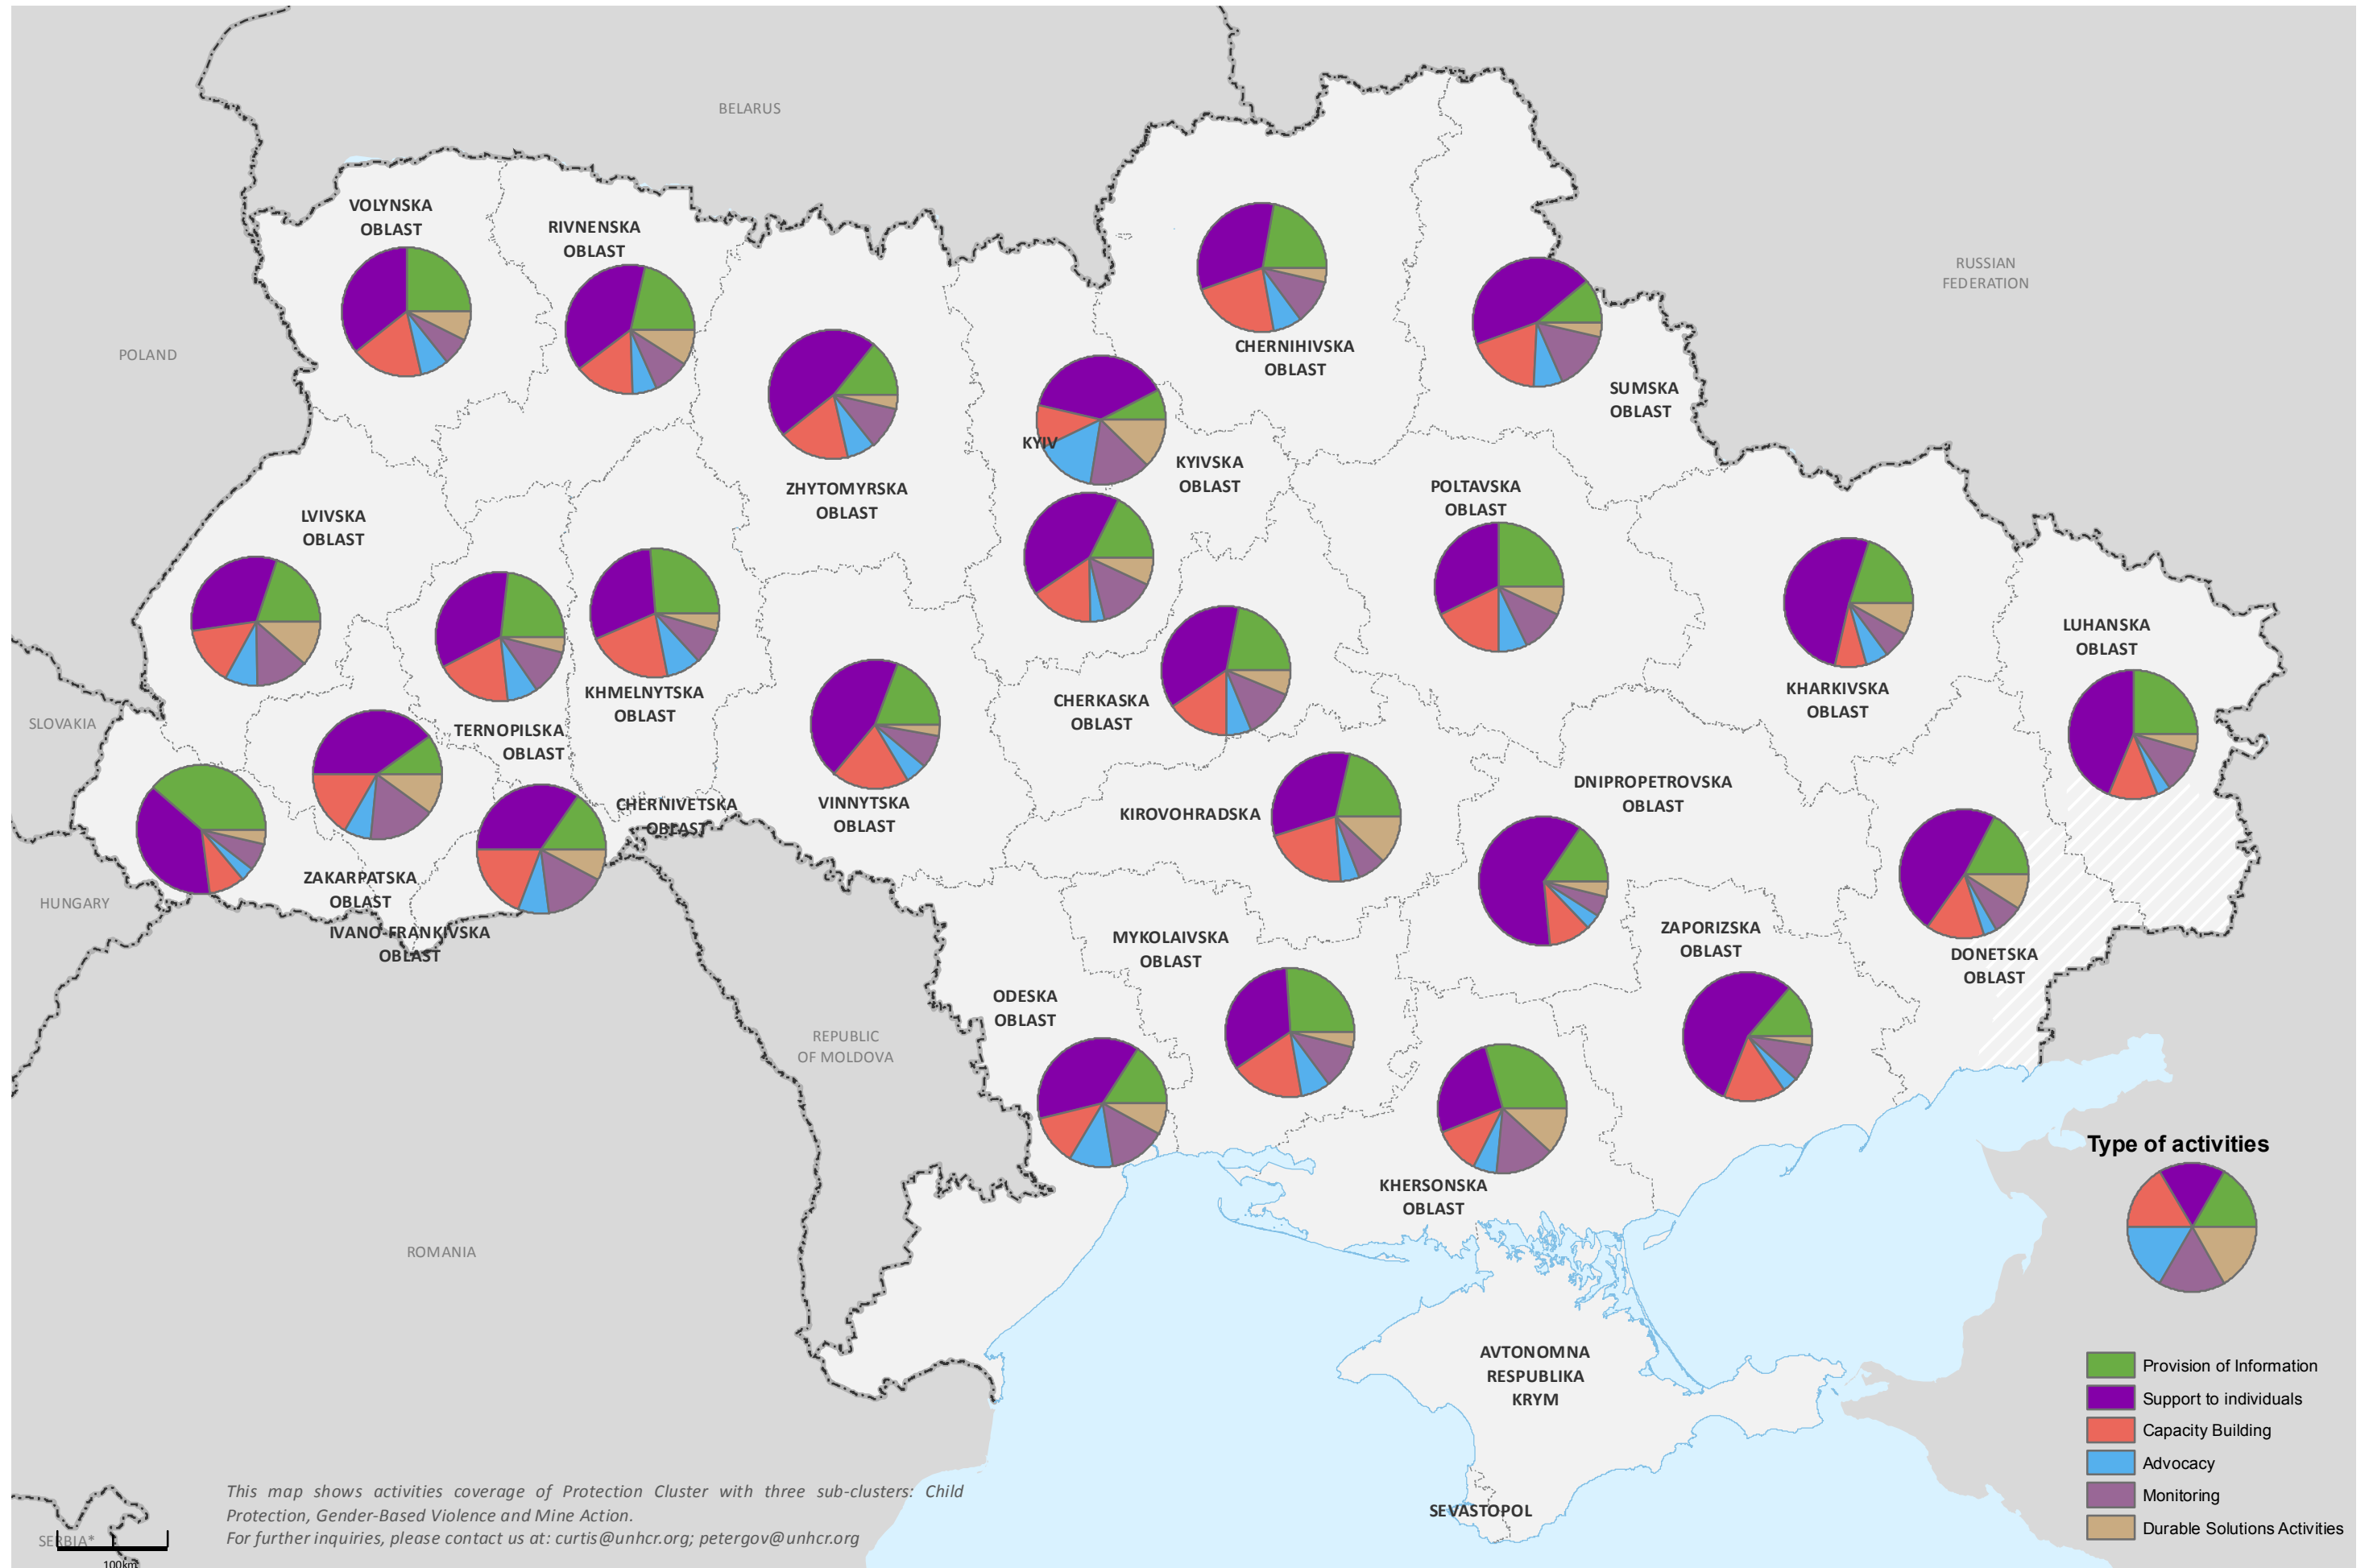 BELARUS
VOLYNSKA
OBLAST
RIVNENSKA
OBLAST
RUSSIAN
FEDERATION
POLAND
CHERNIHIVSKA
OBLAST
SUMSKA
OBLAST
KYIV
KYIVSKA
OBLAST
ZHYTOMYRSKA
OBLAST
POLTAVSKA
OBLAST
LVIVSKA
OBLAST
LUHANSKA
OBLAST
KHMELNYTSKA
OBLAST
CHERKASKA
OBLAST
KHARKIVSKA
OBLAST
SLOVAKIA
TERNOPILSKA
OBLAST
DNIPROPETROVSKA
OBLAST
CHERNIVETSKA
OBLAST
VINNYTSKA
OBLAST
KIROVOHRADSKA
ZAKARPATSKA
OBLAST
HUNGARY
IVANO-FRANKIVSKA
OBLAST
MYKOLAIVSKA
OBLAST
ZAPORIZSKA
OBLAST
DONETSKA
OBLAST
ODESKA
OBLAST
REPUBLIC
OF MOLDOVA
KHERSONSKA
OBLAST
ROMANIA
AVTONOMNA
RESPUBLIKA
KRYM
SEVASTOPOL
Type of activities
Provision of Information
Support to individuals
Capacity Building
Advocacy
Monitoring
Durable Solutions Activities
This map shows activities coverage of Protection Cluster with three sub-clusters: Child
Protection, Gender-Based Violence and Mine Action.
For further inquiries, please contact us at: curtis@unhcr.org; petergov@unhcr.org
SERBIA*
100km